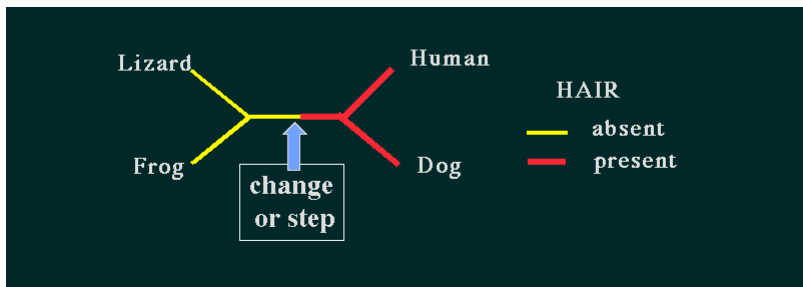 Lizard
Human
Frog
Dog
change
or step
HAIR
absent
present